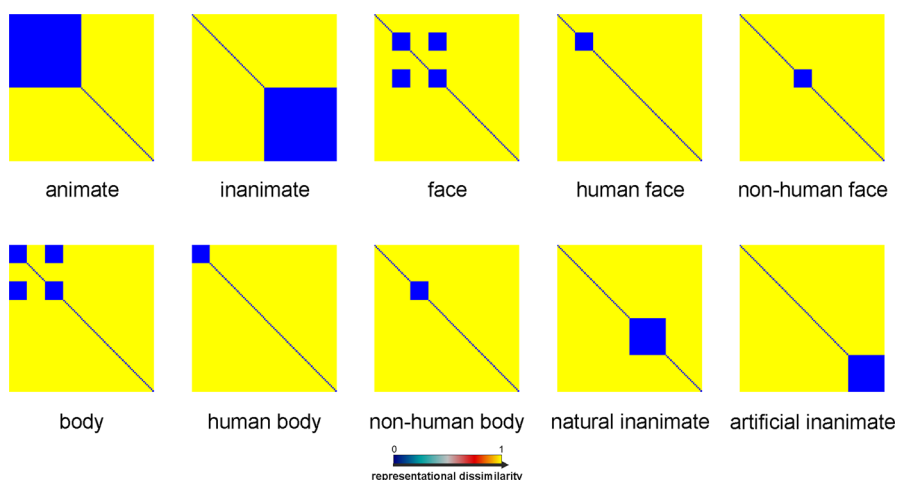 animate inanimate face human face non-human face
body human body non-human body natural inanimate artificial inanimate
0 1
representational dissimilarity